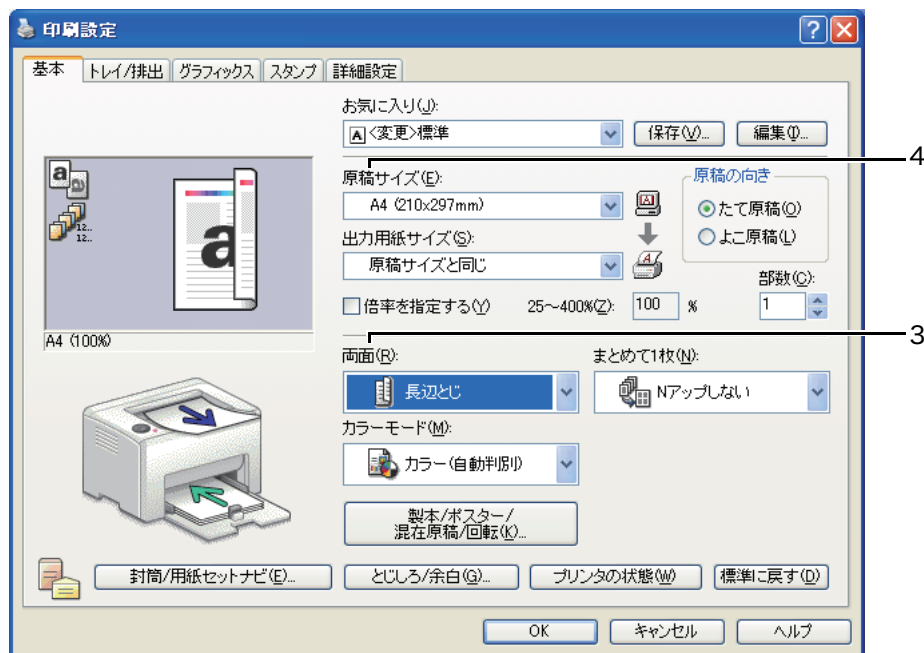 印刷設定
基本 トレイ/排出 グラフィックス スタンプ 詳細設定
お気に入り(J):
A <変更>標準 保存(V)... 編集(I)...
4
原稿サイズ(E):
A4 (210x297mm)
原稿の向き
たて原稿(O)
よこ原稿(L)
出力用紙サイズ(S):
原稿サイズと同じ
部数(C):
1
倍率を指定する(Y) 25～400%(Z): 100 %
a
a
12..
12..
a
A4 (100%)
3
両面(R):
長辺とじ
まとめて1枚(N):
Nアップしない
カラーモード(M):
カラー(自動判別)
製本/ポスター/
混在原稿/回転(K)...
封筒/用紙セットナビ(E)... とじしろ/余白(G)... プリンタの状態(W) 標準に戻す(D)
OK キャンセル ヘルプ